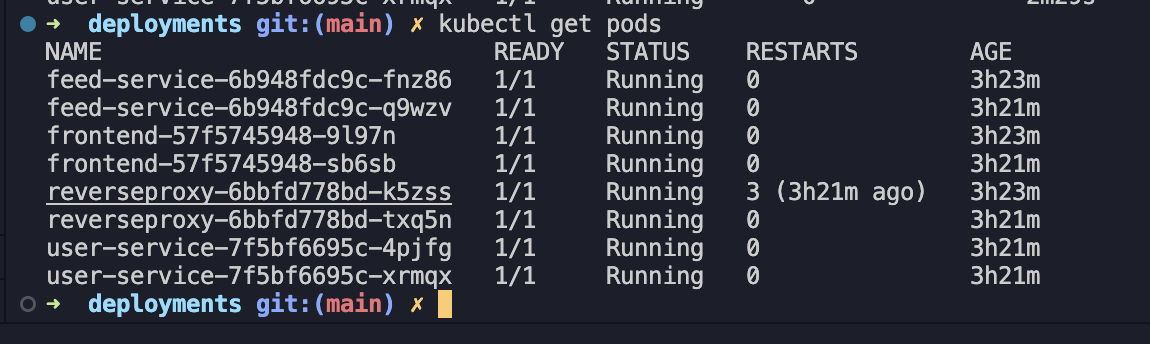 user-service-7f5bf6695c-xrmqx 1/1 Running 0 2m29s
➜ deployments git:(main) ✗ kubectl get pods
NAME READY STATUS RESTARTS AGE
feed-service-6b948fdc9c-fnz86 1/1 Running 0 3h23m
feed-service-6b948fdc9c-q9wzv 1/1 Running 0 3h21m
frontend-57f5745948-9l97n 1/1 Running 0 3h23m
frontend-57f5745948-sb6sb 1/1 Running 0 3h21m
reverseproxy-6bbfd778bd-k5zss 1/1 Running 3 (3h21m ago) 3h23m
reverseproxy-6bbfd778bd-txq5n 1/1 Running 0 3h21m
user-service-7f5bf6695c-4pjfg 1/1 Running 0 3h21m
user-service-7f5bf6695c-xrmqx 1/1 Running 0 3h21m
➜ deployments git:(main) ✗